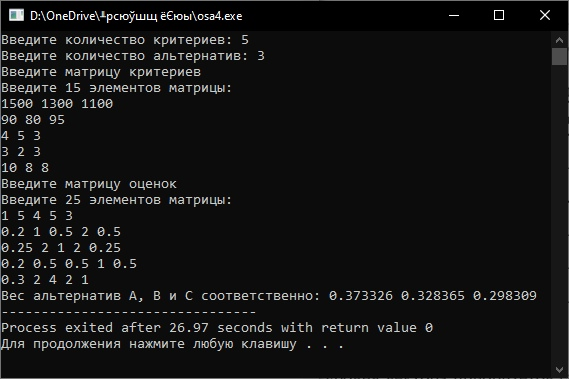 D:\OneDrive\╨рсюўшщ ёЄюы\osa4.exe
Введите количество критериев: 5
Введите количество альтернатив: 3
Введите матрицу критериев
Введите 15 элементов матрицы:
1500 1300 1100
90 80 95
4 5 3
3 2 3
10 8 8
Введите матрицу оценок
Введите 25 элементов матрицы:
1 5 4 5 3
0.2 1 0.5 2 0.5
0.25 2 1 2 0.25
0.2 0.5 0.5 1 0.5
0.3 2 4 2 1
Вес альтернатив A, B и C соответственно: 0.373326 0.328365 0.298309
--------------------------------
Process exited after 26.97 seconds with return value 0
Для продолжения нажмите любую клавишу . . .